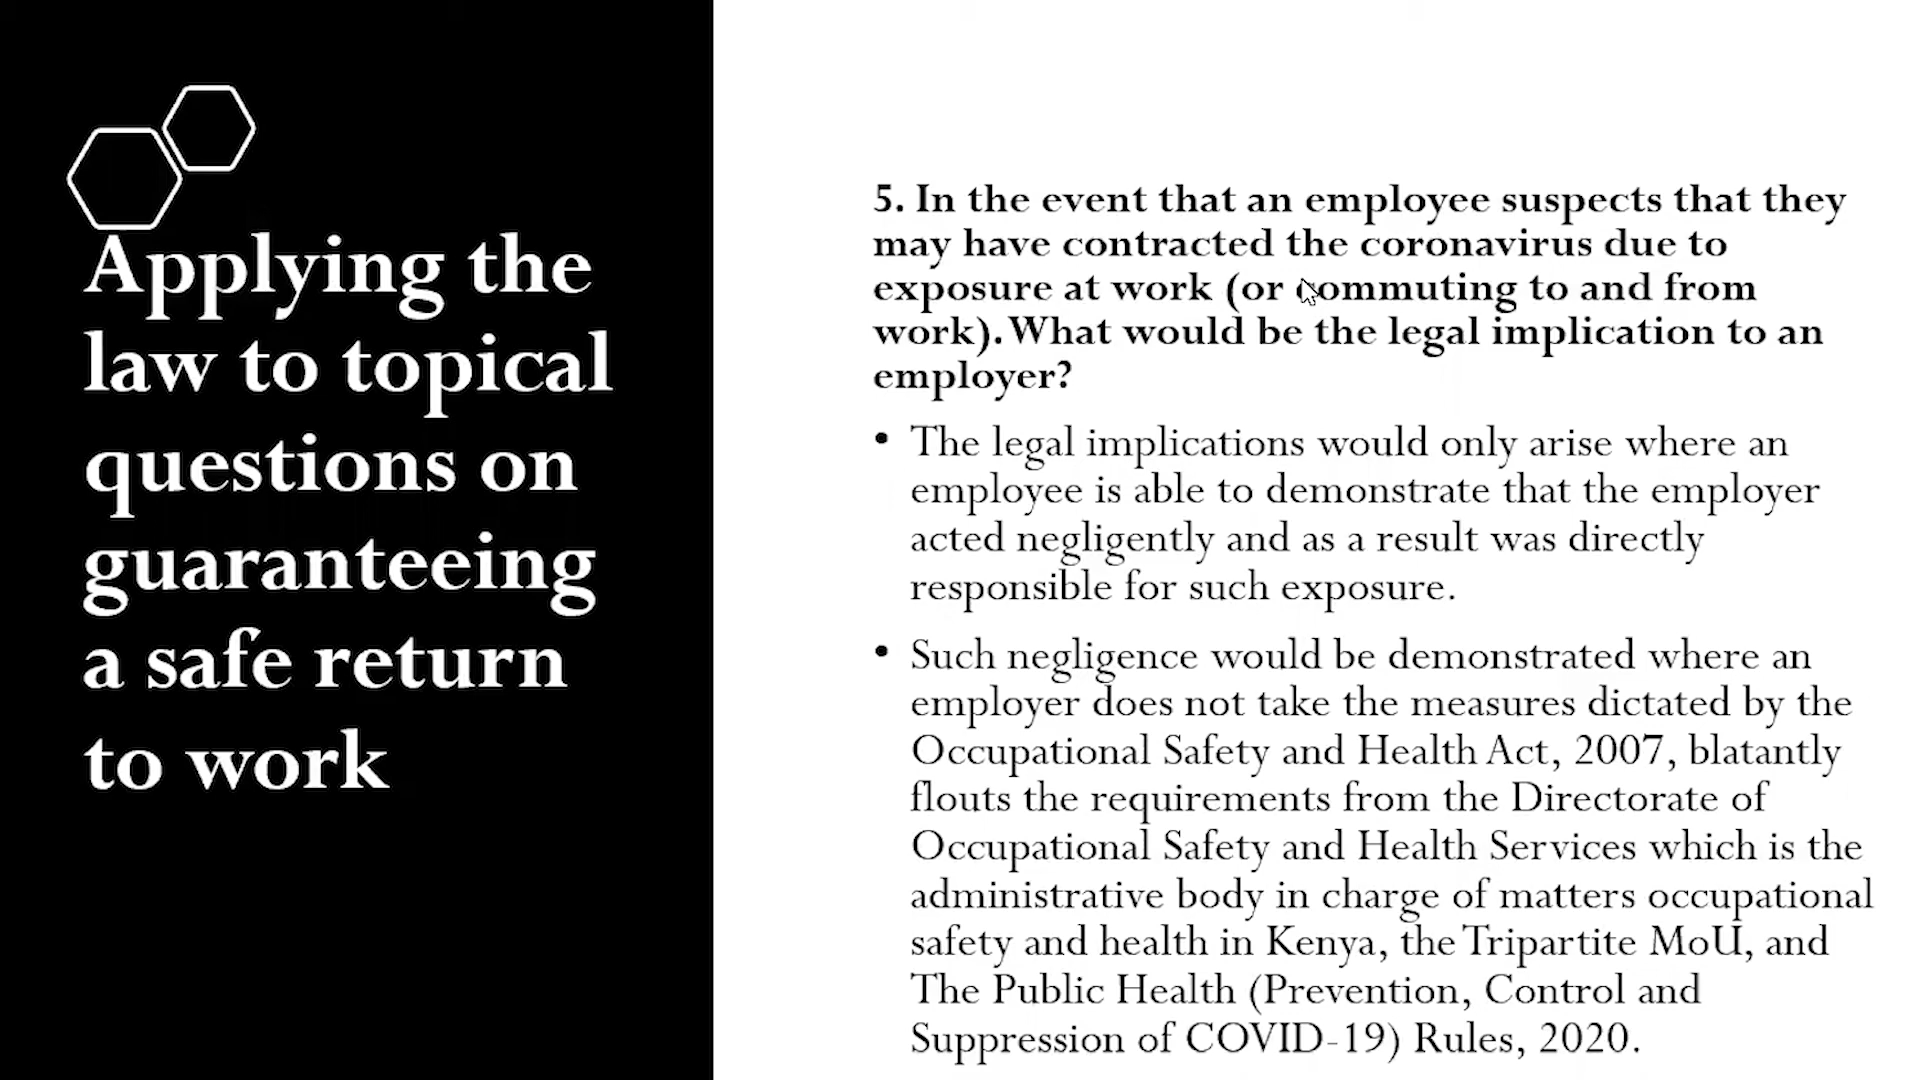 Applying the
law to topical
questions on
guaranteeing
a safe return
to work
5. In the event that an employee suspects that they
may have contracted the coronavirus due to
exposure at work (or commuting to and from
work). What would be the legal implication to an
employer?
• The legal implications would only arise where an
employee is able to demonstrate that the employer
acted negligently and as a result was directly
responsible for such exposure.
• Such negligence would be demonstrated where an
employer does not take the measures dictated by the
Occupational Safety and Health Act, 2007, blatantly
flouts the requirements from the Directorate of
Occupational Safety and Health Services which is the
administrative body in charge of matters occupational
safety and health in Kenya, the Tripartite MoU, and
The Public Health (Prevention, Control and
Suppression of COVID-19) Rules, 2020.